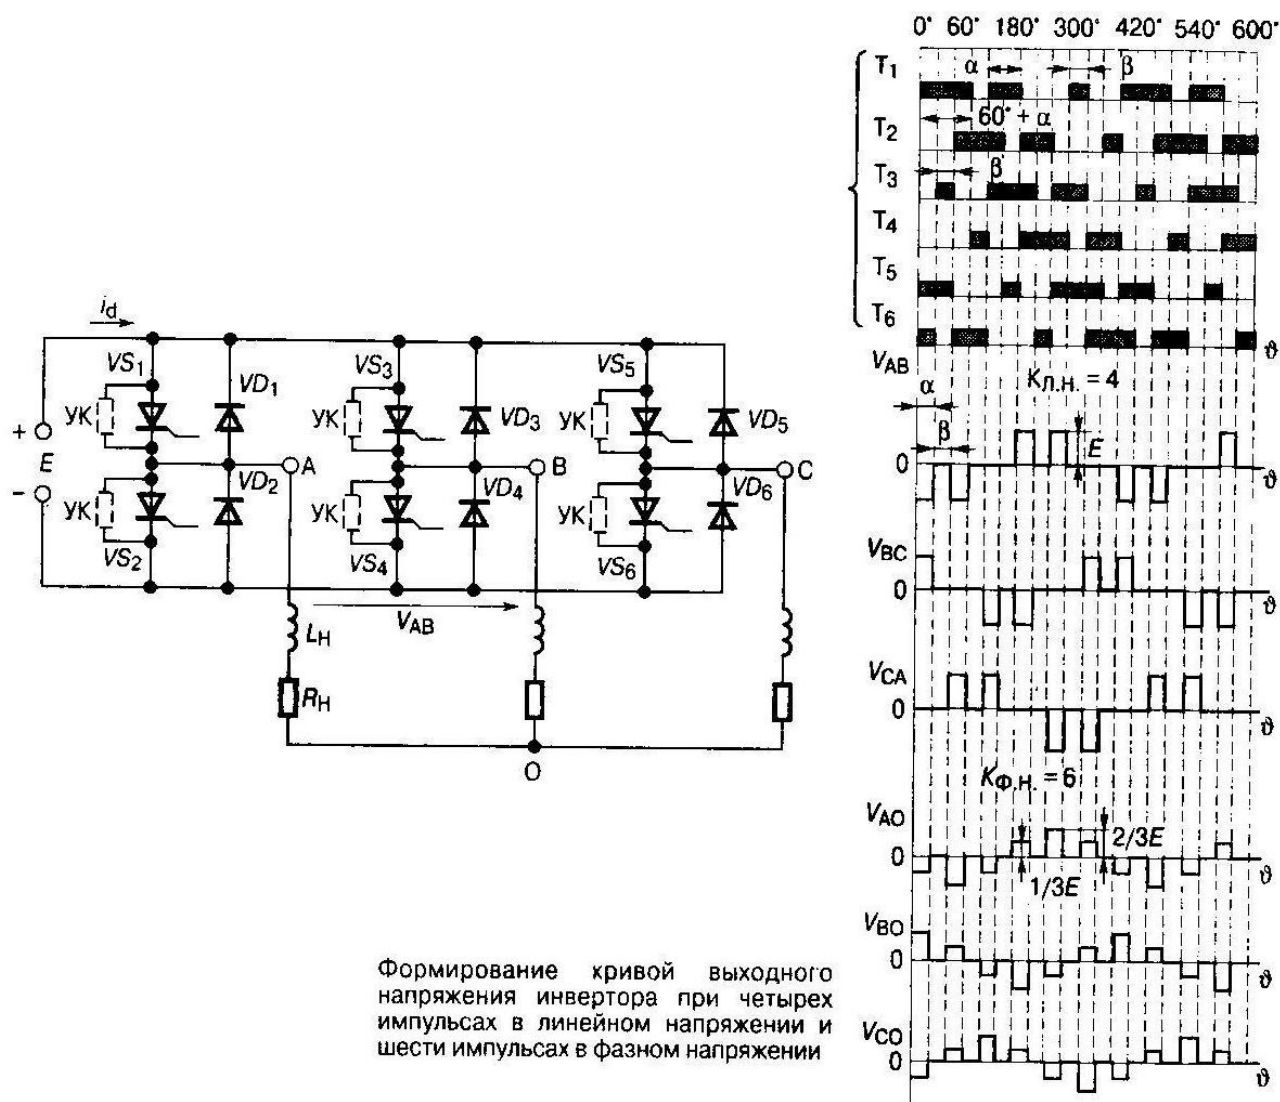 0° 60° 180° 300° 420° 540° 600°
T1
α
β
T2
60° + α
T3
β
T4
T5
T6
ϑ
VAB
Kл.н. = 4
α
β
E
0
ϑ
VBC
0
ϑ
VCA
0
ϑ
Kф.н. = 6
VAO
2/3E
0
1/3E
ϑ
VBO
0
ϑ
VCO
0
ϑ
id
VS1
VD1
VS3
VD3
VS5
VD5
УК
УК
УК
+
E
−
A
B
C
VD2
VD4
VD6
УК
УК
УК
VS2
VS4
VS6
VAB
Lн
Rн
O
Формирование кривой выходного
напряжения инвертора при четырех
импульсах в линейном напряжении и
шести импульсах в фазном напряжении